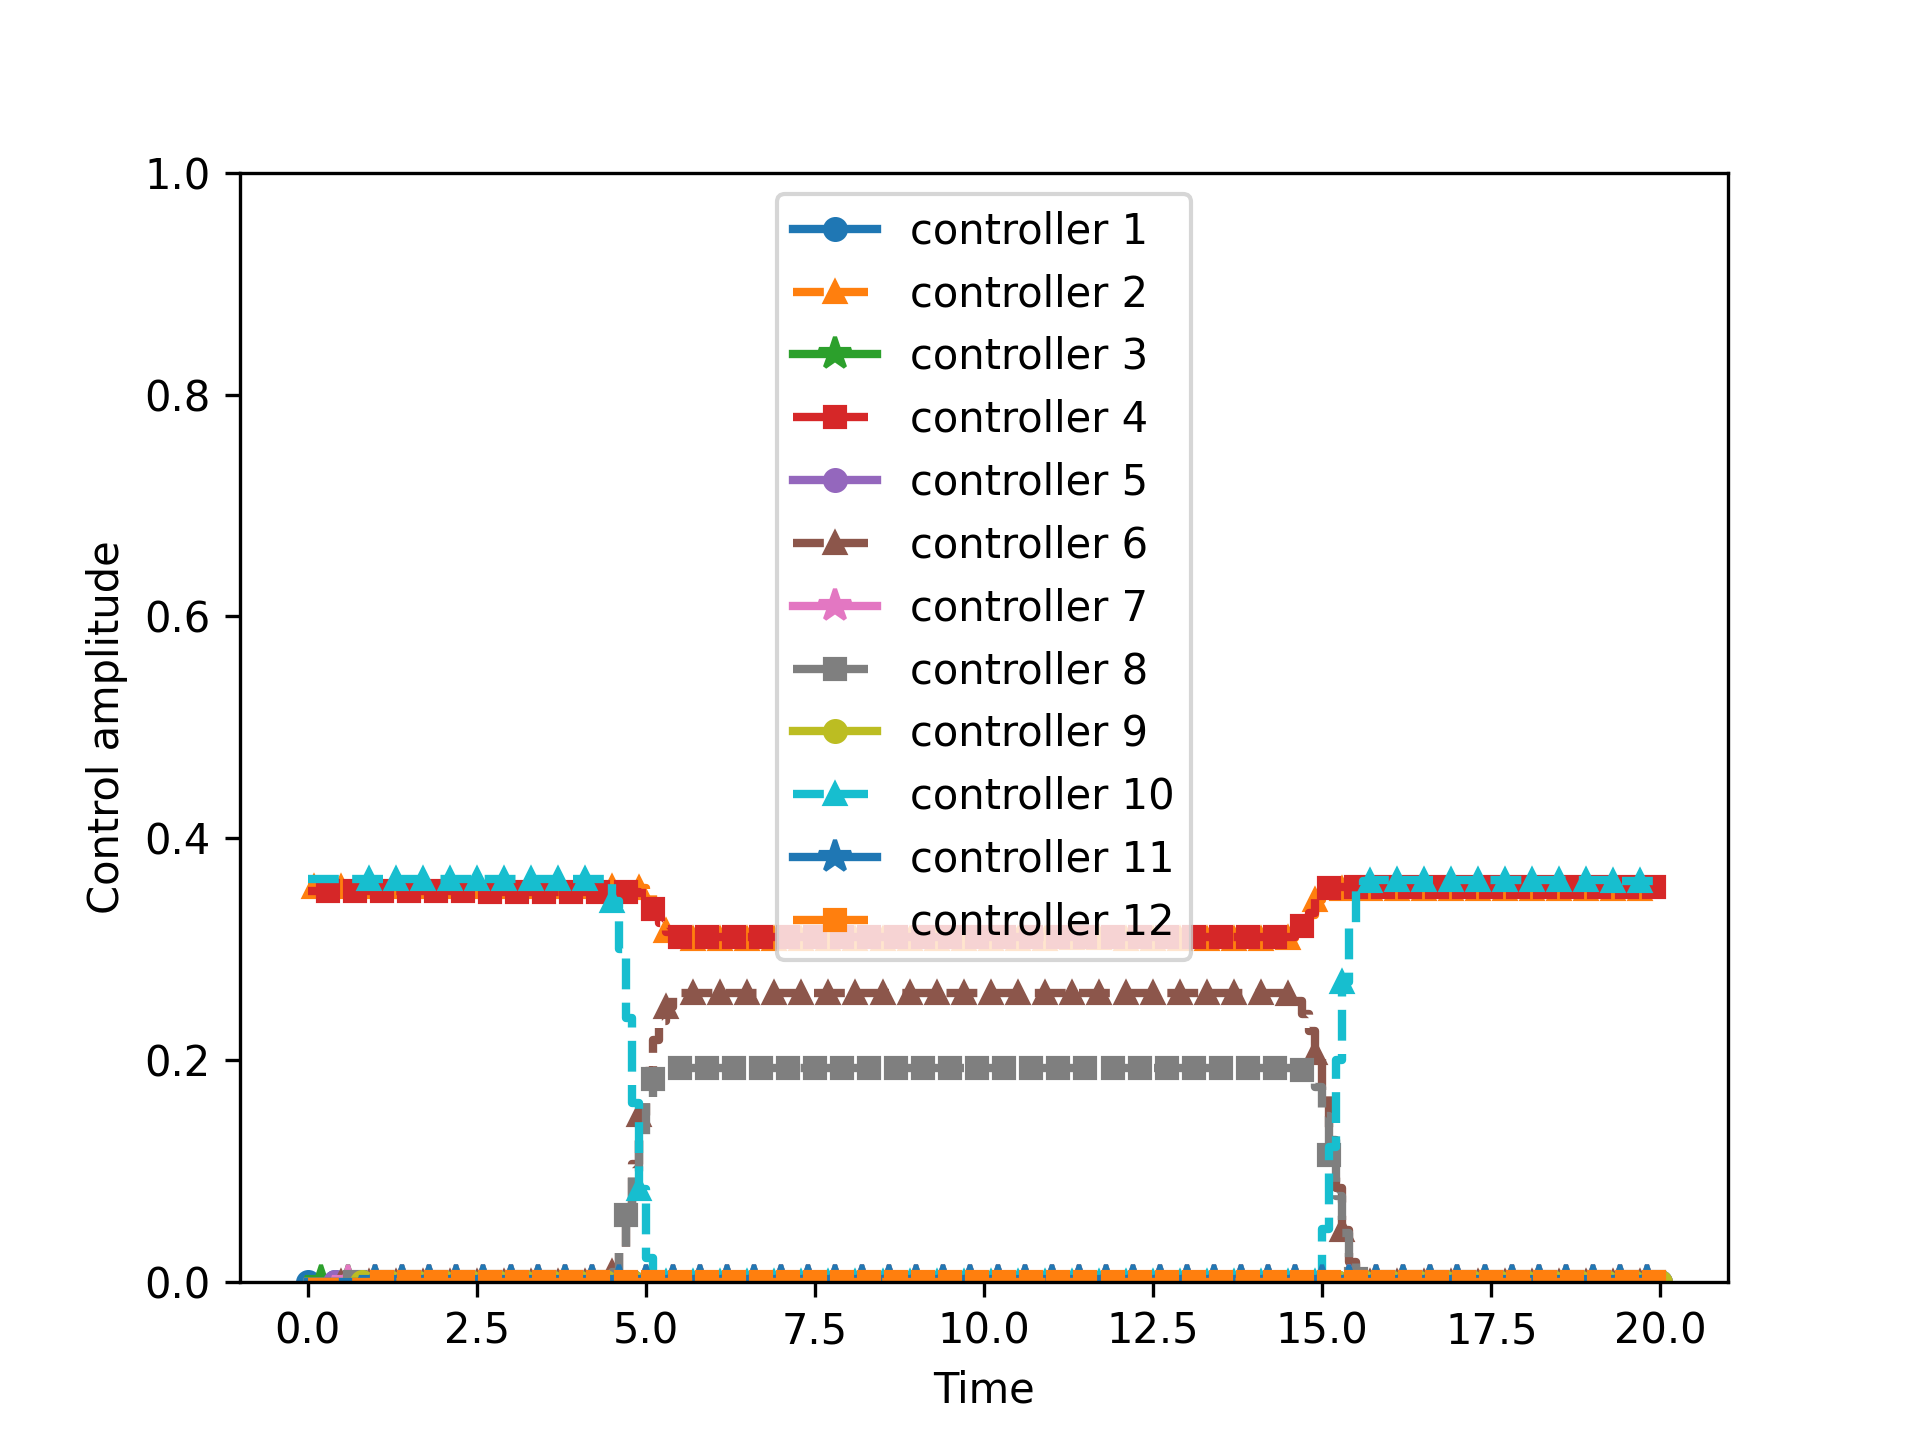 1.0
0.8
0.6
0.4
0.2
0.0
Control amplitude
controller 1
controller 2
controller 3
controller 4
controller 5
controller 6
controller 7
controller 8
controller 9
controller 10
controller 11
controller 12
0.0 2.5 5.0 7.5 10.0 12.5 15.0 17.5 20.0
Time